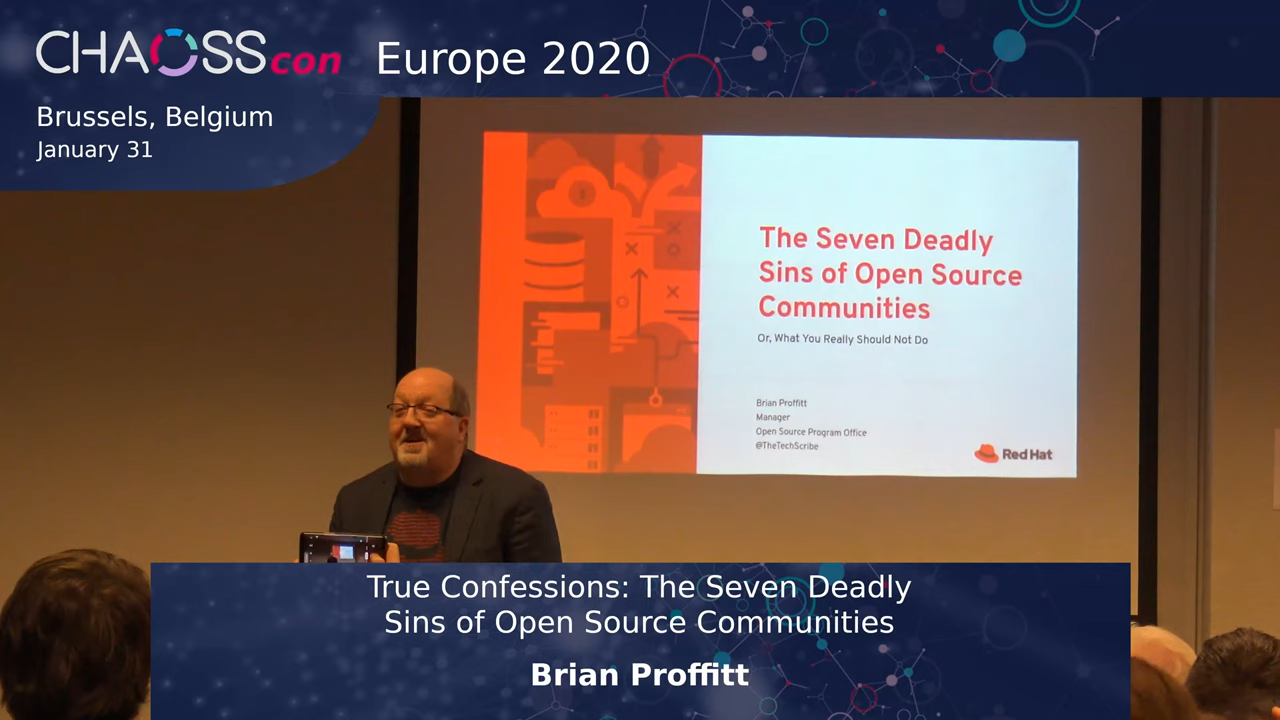 CHAOSScon Europe 2020
Brussels, Belgium
January 31
The Seven Deadly
Sins of Open Source
Communities
Or, What You Really Should Not Do
Brian Proffitt
Manager
Open Source Program Office
@TheTechScribe
Red Hat
True Confessions: The Seven Deadly
Sins of Open Source Communities
Brian Proffitt